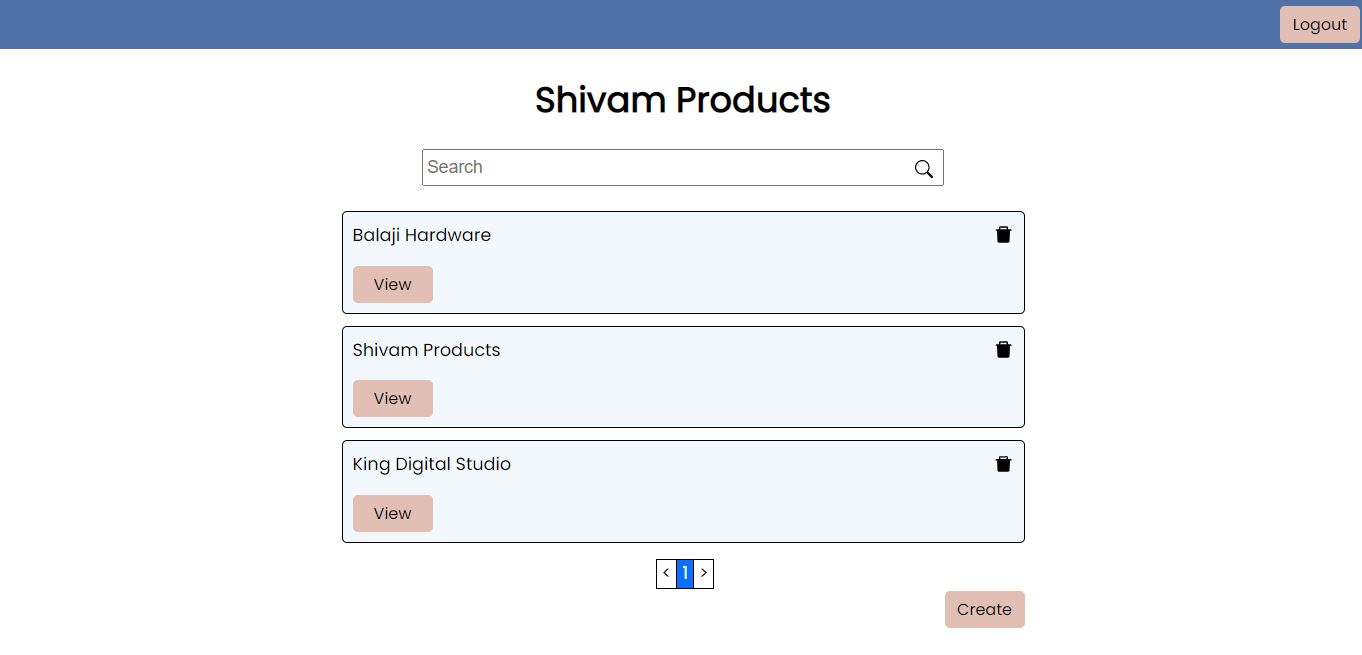 Logout
Shivam Products
Search
Balaji Hardware
View
Shivam Products
View
King Digital Studio
View
< 1 >
Create